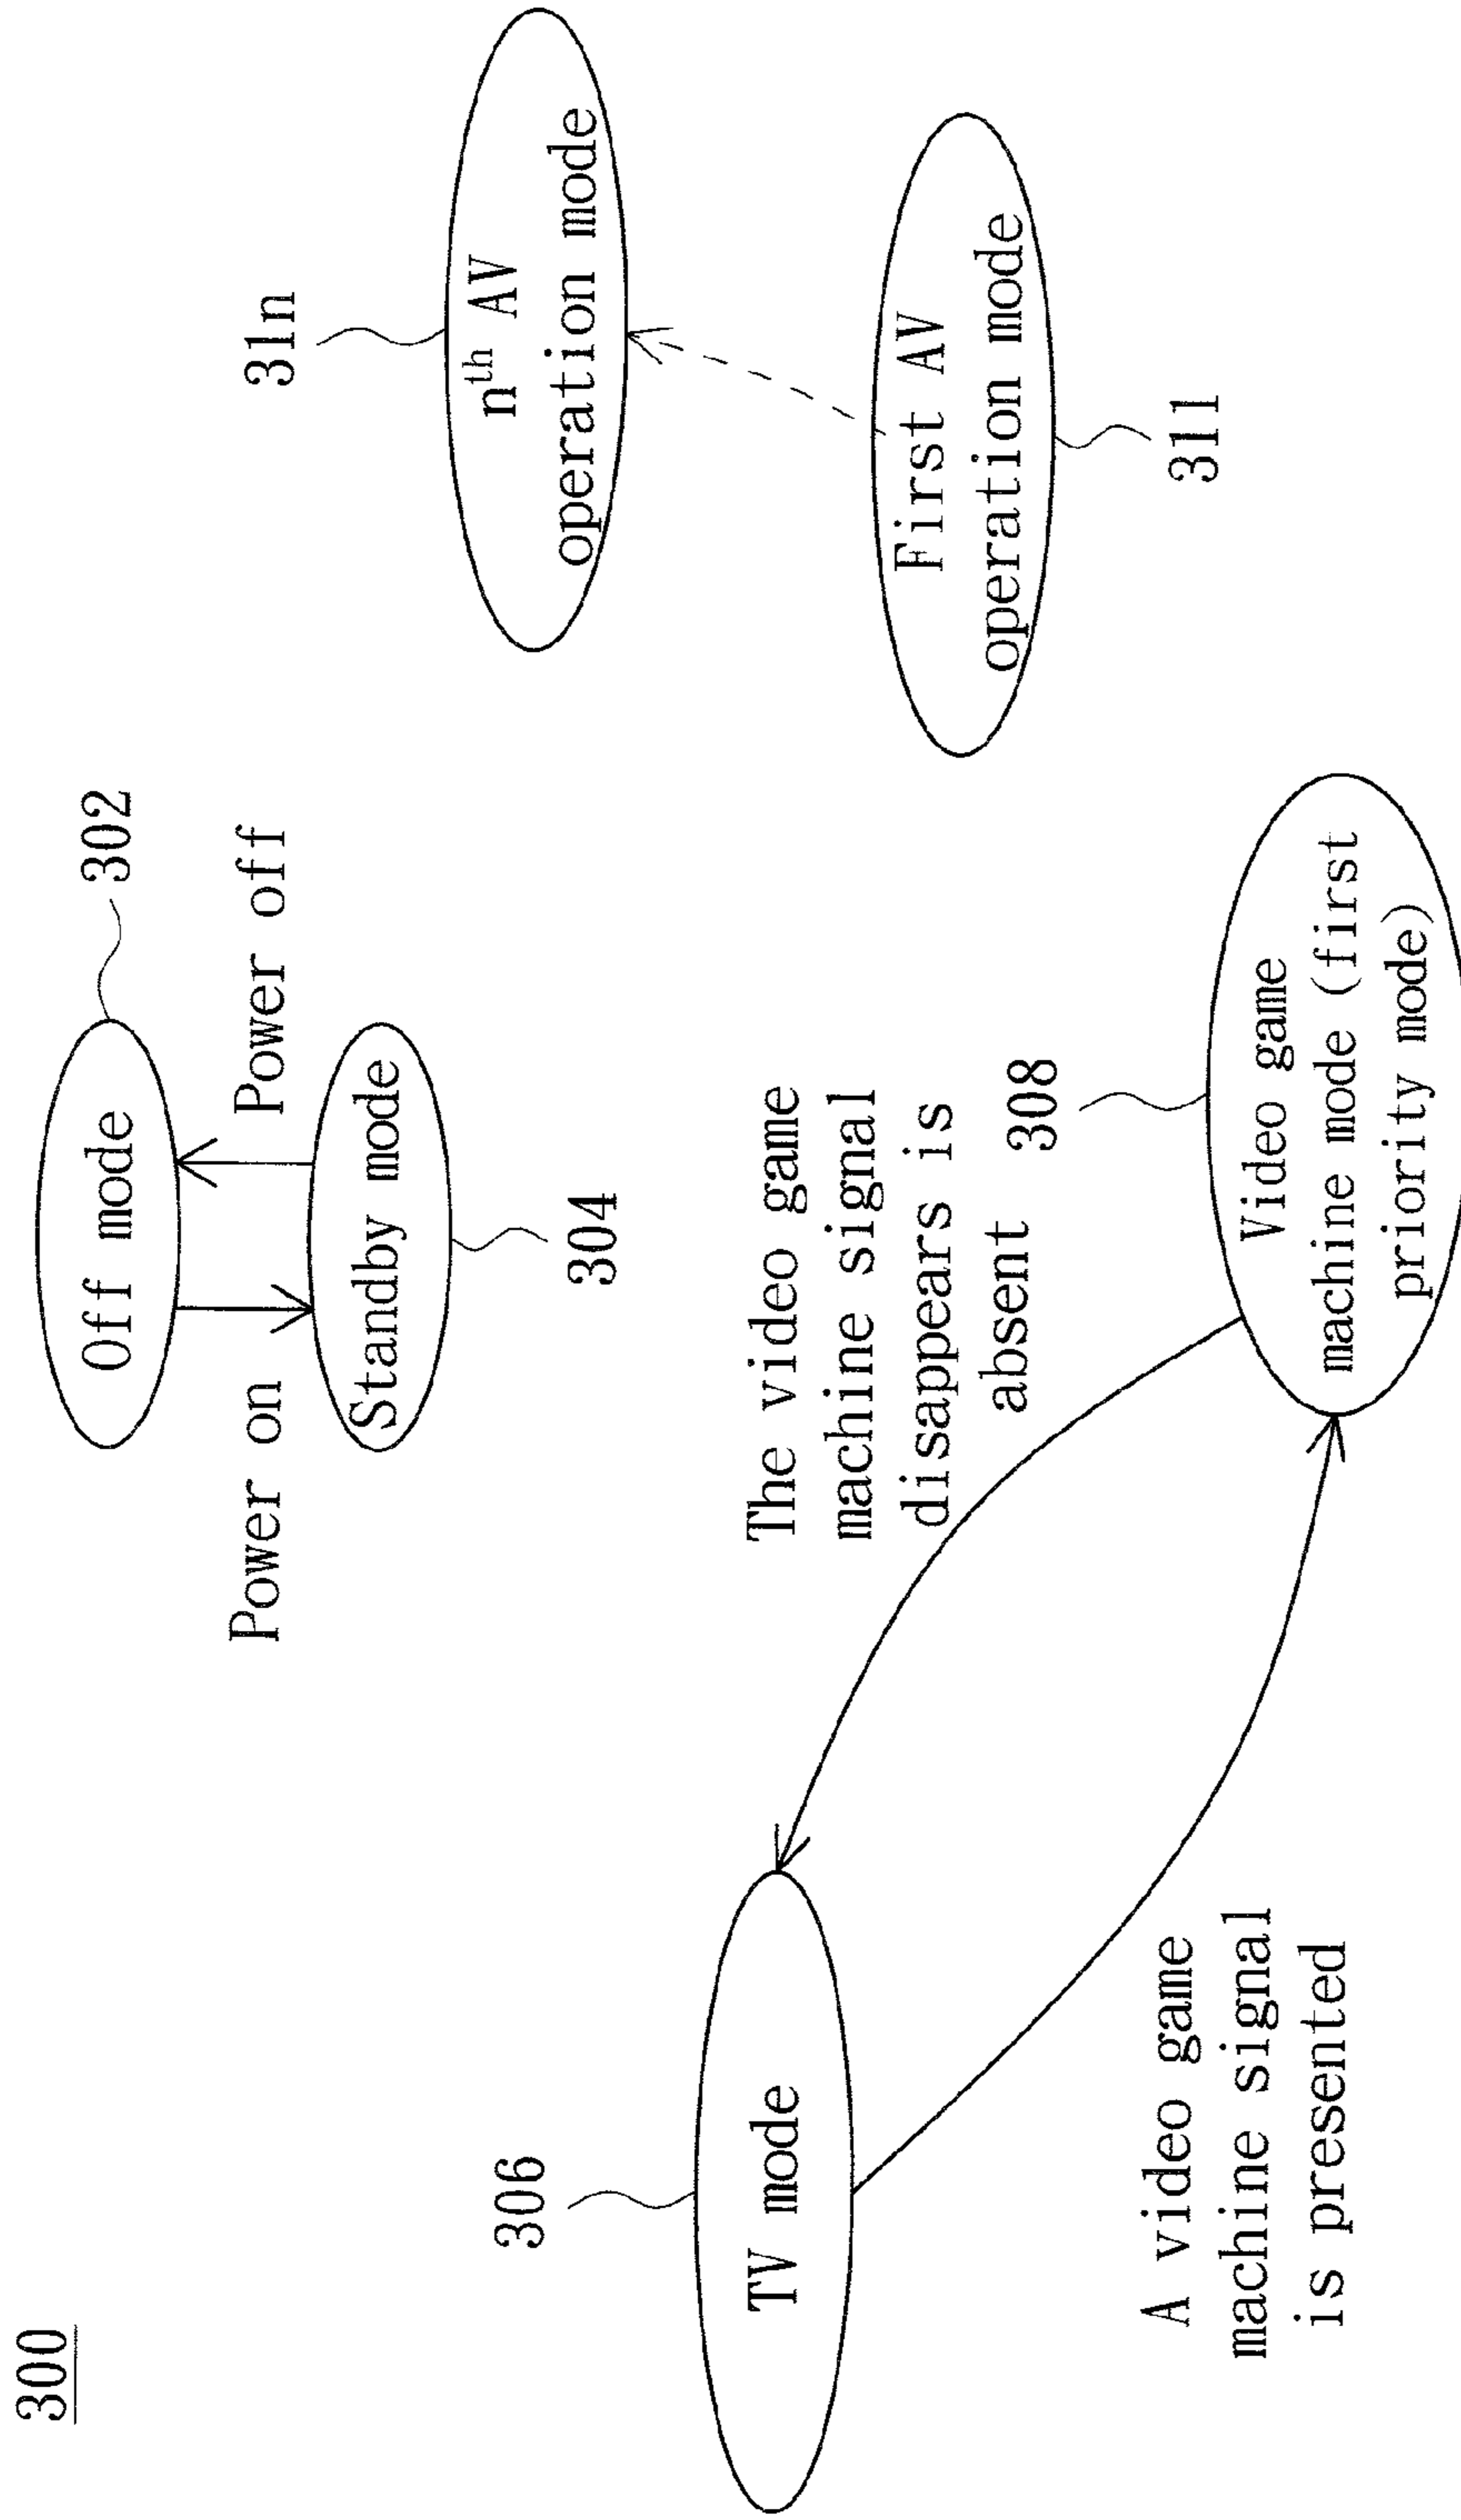 300
302
Off mode
Power on
Power off
Standby mode
304
306
TV mode
The video game
machine signal
disappears is
absent
308
Video game
machine mode (first
priority mode)
A video game
machine signal
is presented
31n
nth AV
operation mode
First AV
operation mode
311